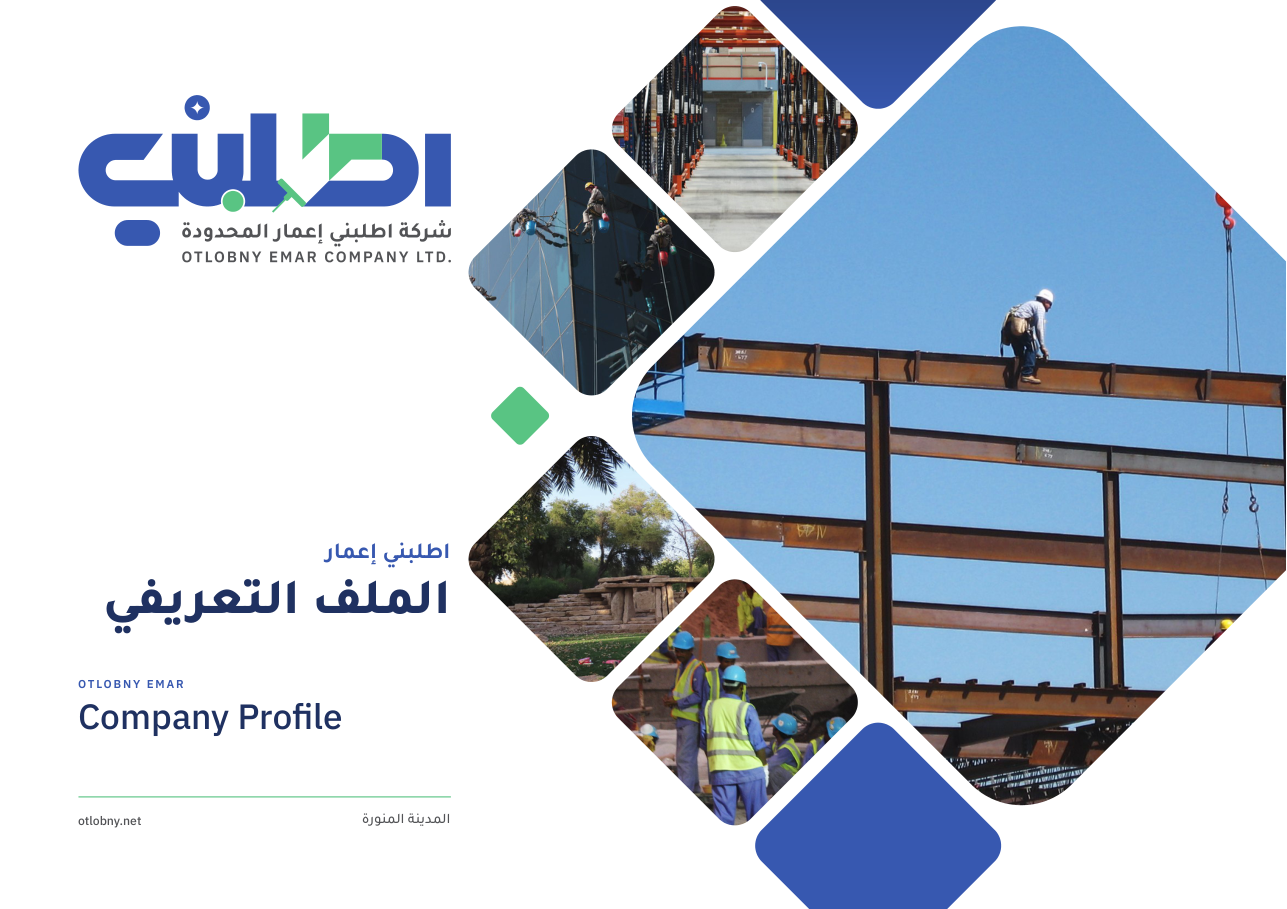 اطلبني
شركة اطلبني إعمار المحدودة
OTLOBNY EMAR COMPANY LTD.
اطلبني إعمار
الملف التعريفي
OTLOBNY EMAR
Company Profile
otlobny.net
المدينة المنورة